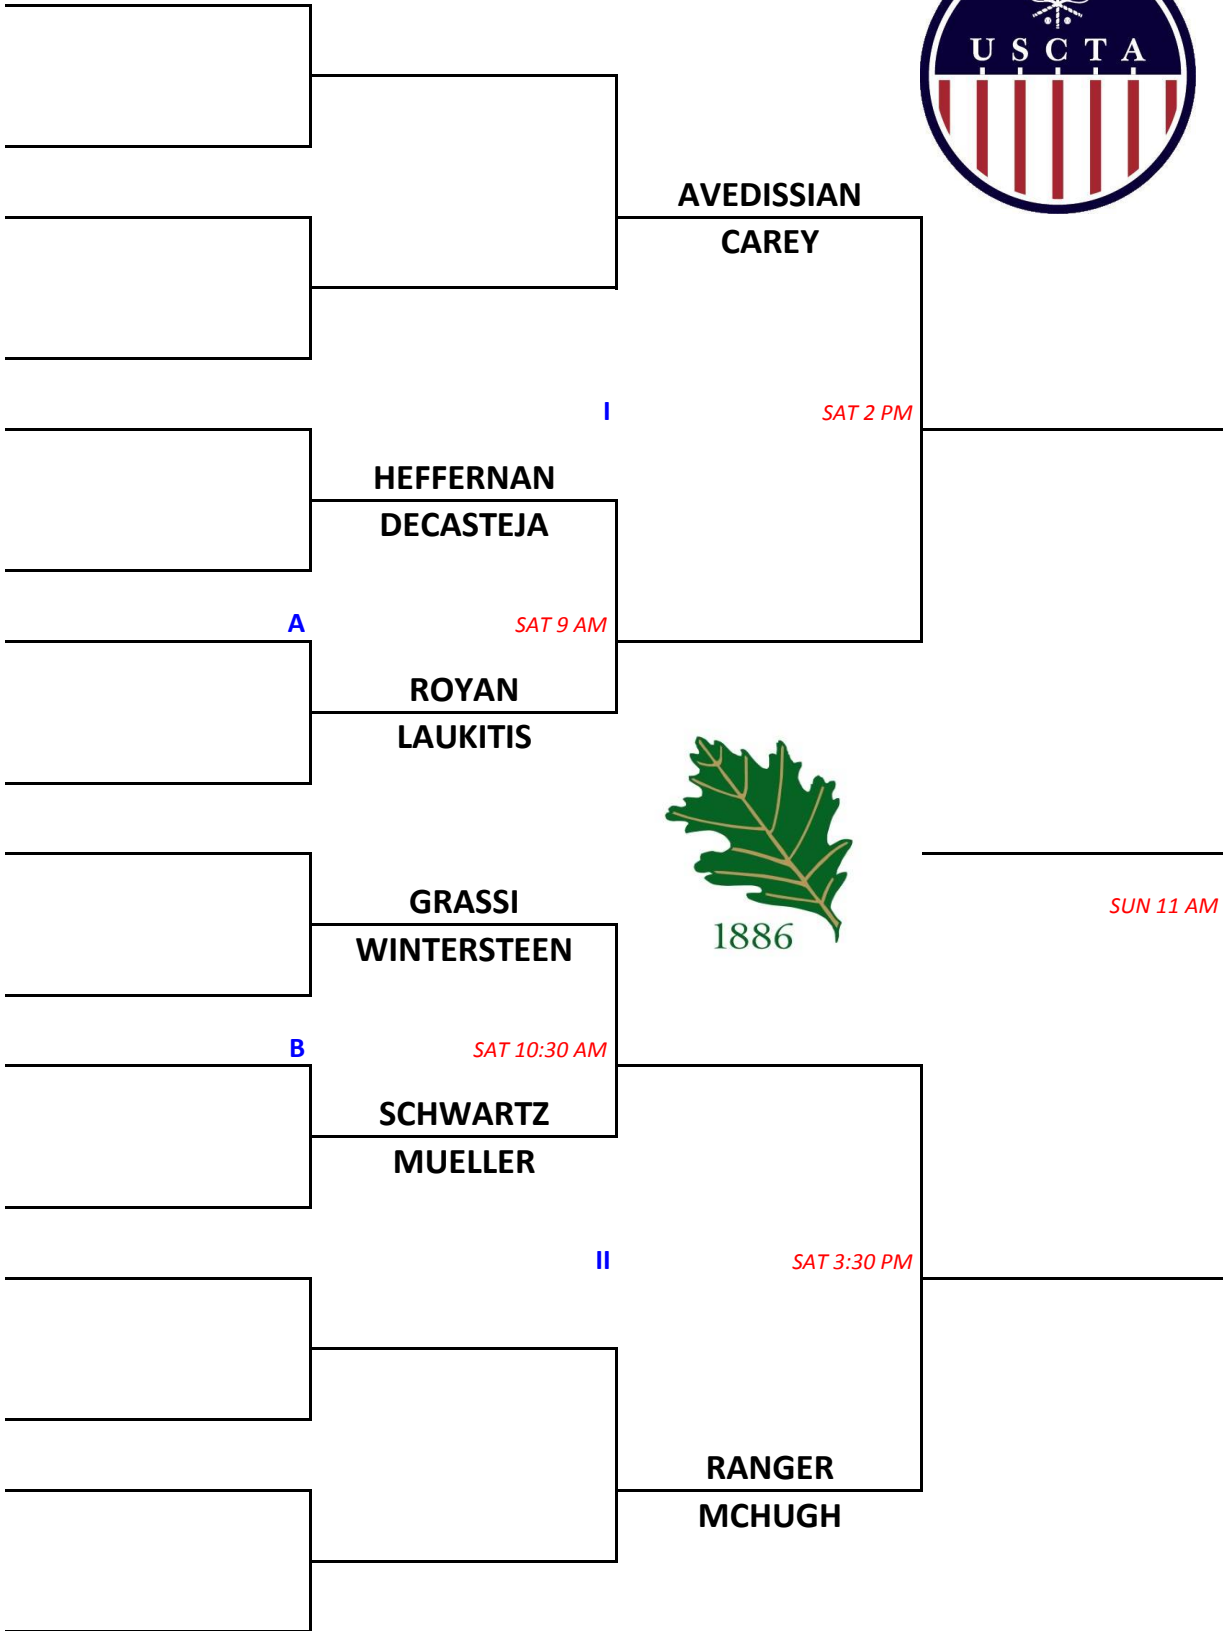 USCTA
AVEDISSIAN
CAREY
I
SAT 2 PM
HEFFERNAN
DECASTEJA
A
SAT 9 AM
ROYAN
LAUKITIS
GRASSI
WINTERSTEEN
1886
SUN 11 AM
B
SAT 10:30 AM
SCHWARTZ
MUELLER
II
SAT 3:30 PM
RANGER
MCHUGH